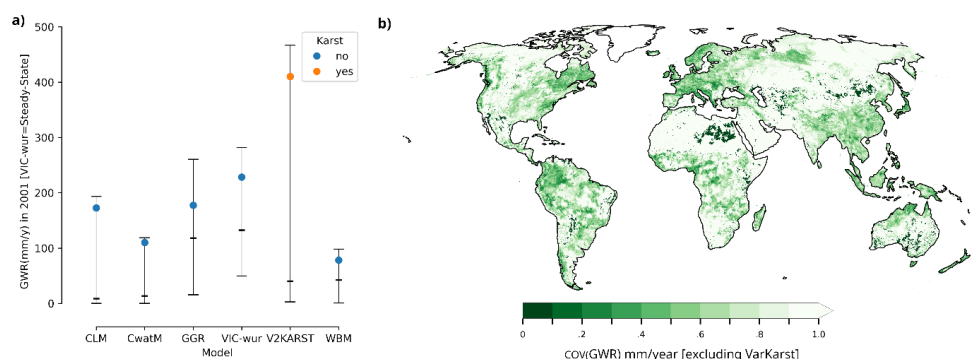 a)
GWR(mm/y) in 2001 [VIC-wur=Steady-State]
500
400
300
200
100
0
Karst
no
yes
CLM CwatM GGR VIC-wur V2KARST WBM
Model
b)
0 .2 .4 .6 .8 1.0
COV(GWR) mm/year [excluding VarKarst]